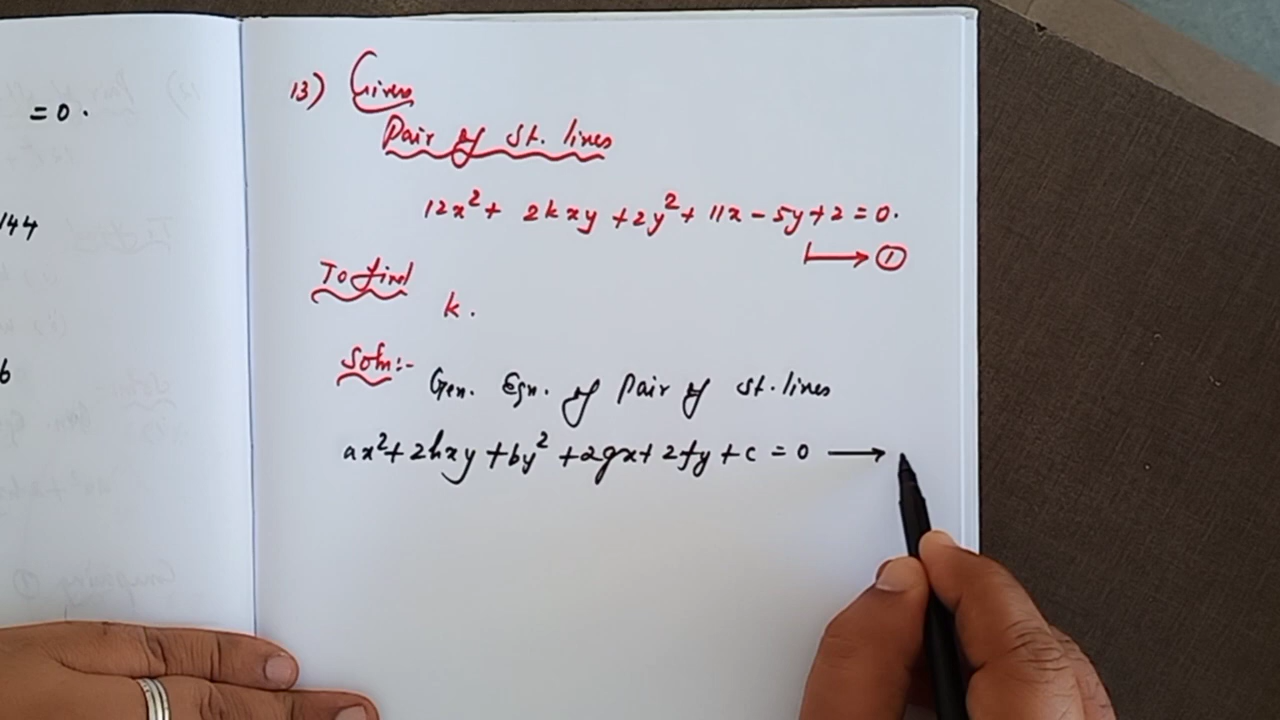 = 0 .
144
6
13) Given
Pair of St. lines
12x² + 2kxy + 2y² + 11x - 5y + 2 = 0.
→ ①
To find
k .
Soln:-
Gen. Eqn. of Pair of st. lines
ax² + 2hxy + by² + 2gx + 2fy + c = 0 →